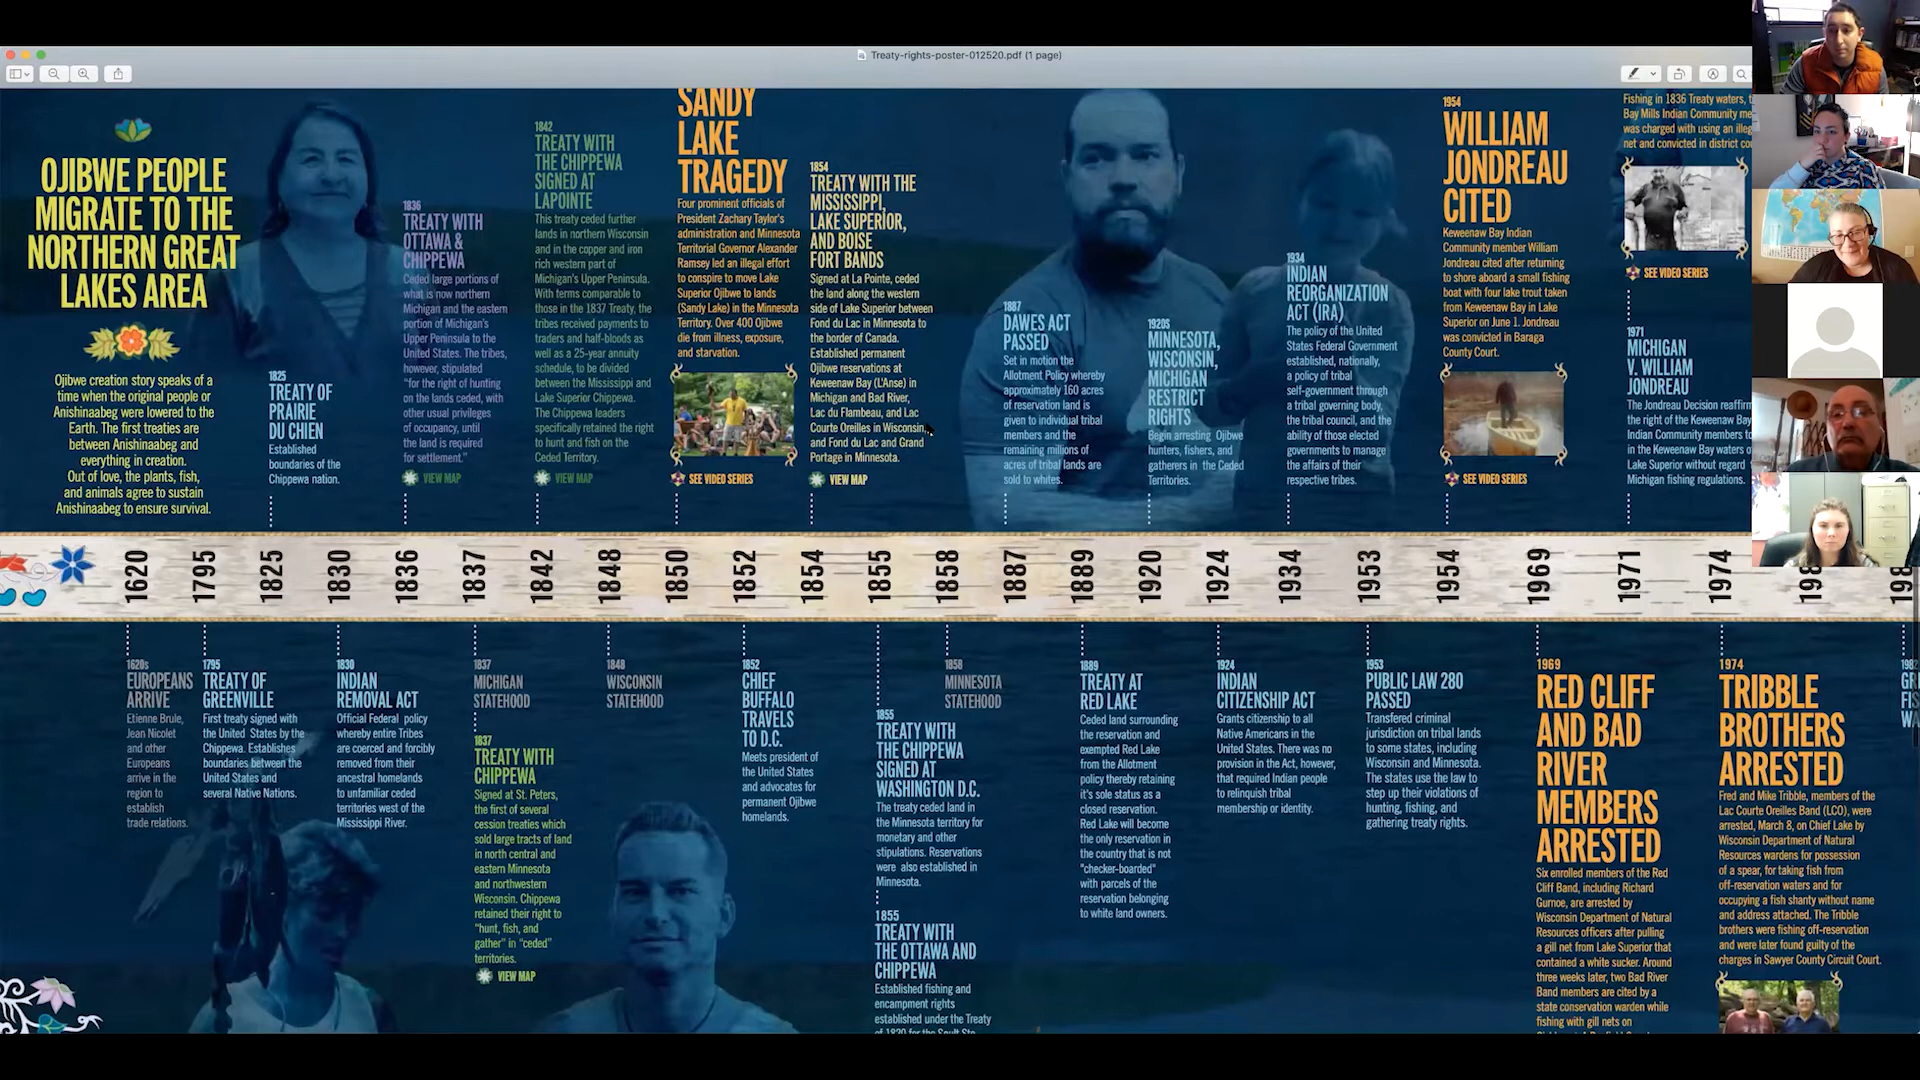 Treaty-rights-poster-012520.pdf (1 page)
OJIBWE PEOPLE
MIGRATE TO THE
NORTHERN GREAT
LAKES AREA
Ojibwe creation story speaks of a
time when the original people or
Anishinaabeg were lowered to the
Earth. The first treaties are
between Anishinaabeg and
everything in creation.
Out of love, the plants, fish,
and animals agree to sustain
Anishinaabeg to ensure survival.
1825
TREATY OF
PRAIRIE
DU CHIEN
Established
boundaries of the
Chippewa nation.
1836
TREATY WITH
OTTAWA &
CHIPPEWA
Ceded large portions of
what is now northern
Michigan and the eastern
portion of Michigan's
Upper Peninsula to the
United States. The tribes,
however, stipulated
"for the right of hunting
on the lands ceded, with
other usual privileges
of occupancy, until
the land is required
for settlement."
VIEW MAP
1842
TREATY WITH
THE CHIPPEWA
SIGNED AT
LAPOINTE
This treaty ceded further
lands in northern Wisconsin
and in the copper and iron
rich western part of
Michigan's Upper Peninsula.
With terms comparable to
those in the 1837 Treaty, the
tribes received payments to
traders and half-bloods as
well as a 25-year annuity
schedule, to be divided
between the Mississippi and
Lake Superior Chippewa.
The Chippewa leaders
specifically retained the right
to hunt and fish on the
Ceded Territory.
VIEW MAP
SANDY
LAKE
TRAGEDY
Four prominent officials of
President Zachary Taylor's
administration and Minnesota
Territorial Governor Alexander
Ramsey led an illegal effort
to conspire to move Lake
Superior Ojibwe to lands
(Sandy Lake) in the Minnesota
Territory. Over 400 Ojibwe
die from illness, exposure,
and starvation.
SEE VIDEO SERIES
1854
TREATY WITH THE
MISSISSIPPI,
LAKE SUPERIOR,
AND BOISE
FORT BANDS
Signed at La Pointe, ceded
the land along the western
side of Lake Superior between
Fond du Lac in Minnesota to
the border of Canada.
Established permanent
Ojibwe reservations at
Keweenaw Bay (L'Anse) in
Michigan and Bad River,
Lac du Flambeau, and Lac
Courte Oreilles in Wisconsin,
and Fond du Lac and Grand
Portage in Minnesota.
VIEW MAP
1887
DAWES ACT
PASSED
Set in motion the
Allotment Policy whereby
approximately 160 acres
of reservation land is
given to individual tribal
members and the
remaining millions of
acres of tribal lands are
sold to whites.
1920S
MINNESOTA,
WISCONSIN,
MICHIGAN
RESTRICT
RIGHTS
Begin arresting Ojibwe
hunters, fishers, and
gatherers in the Ceded
Territories.
1934
INDIAN
REORGANIZATION
ACT (IRA)
The policy of the United
States Federal Government
established, nationally,
a policy of tribal
self-government through
a tribal governing body,
the tribal council, and the
ability of those elected
governments to manage
the affairs of their
respective tribes.
1954
WILLIAM
JONDREAU
CITED
Keweenaw Bay Indian
Community member William
Jondreau cited after returning
to shore aboard a small fishing
boat with four lake trout taken
from Keweenaw Bay in Lake
Superior on June 1. Jondreau
was convicted in Baraga
County Court.
SEE VIDEO SERIES
Fishing in 1836 Treaty waters,
Bay Mills Indian Community
was charged with using an
net and convicted in district
SEE VIDEO SERIES
1971
MICHIGAN
V. WILLIAM
JONDREAU
The Jondreau Decision
the right of the Keweenaw Bay
Indian Community members
in the Keweenaw Bay waters
Lake Superior without regard
Michigan fishing regulations.
1620 1795 1825 1830 1836 1837 1842 1848 1850 1852 1854 1855 1858 1887 1889 1920 1924 1934 1953 1954 1969 1971 1974
1620s
EUROPEANS
ARRIVE
Etienne Brule,
Jean Nicolet
and other
Europeans
arrive in the
region to
establish
trade relations.
1795
TREATY OF
GREENVILLE
First treaty signed with
the United States by the
Chippewa. Establishes
boundaries between the
United States and
several Native Nations.
1830
INDIAN
REMOVAL ACT
Official Federal policy
whereby entire Tribes
are coerced and forcibly
removed from their
ancestral homelands
to unfamiliar ceded
territories west of the
Mississippi River.
1837
MICHIGAN
STATEHOOD
1837
TREATY WITH
CHIPPEWA
Signed at St. Peters,
the first of several
cession treaties which
sold large tracts of land
in north central and
eastern Minnesota
and northwestern
Wisconsin. Chippewa
retained their right to
"hunt, fish, and
gather" in "ceded"
territories.
VIEW MAP
1848
WISCONSIN
STATEHOOD
1852
CHIEF
BUFFALO
TRAVELS
TO D.C.
Meets president of
the United States
and advocates for
permanent Ojibwe
homelands.
1855
TREATY WITH
THE CHIPPEWA
SIGNED AT
WASHINGTON D.C.
The treaty ceded land in
the Minnesota territory for
monetary and other
stipulations. Reservations
were also established in
Minnesota.
1855
TREATY WITH
THE OTTAWA AND
CHIPPEWA
Established fishing and
encampment rights
established under the Treaty
1858
MINNESOTA
STATEHOOD
1889
TREATY AT
RED LAKE
Ceded land surrounding
the reservation and
exempted Red Lake
from the Allotment
policy thereby retaining
it's sole status as a
closed reservation.
Red Lake will become
the only reservation in
the country that is not
"checker-boarded"
with parcels of the
reservation belonging
to white land owners.
1924
INDIAN
CITIZENSHIP ACT
Grants citizenship to all
Native Americans in the
United States. There was no
provision in the Act, however,
that required Indian people
to relinquish tribal
membership or identity.
1953
PUBLIC LAW 280
PASSED
Transfered criminal
jurisdiction on tribal lands
to some states, including
Wisconsin and Minnesota.
The states use the law to
step up their violations of
hunting, fishing, and
gathering treaty rights.
1969
RED CLIFF
AND BAD
RIVER
MEMBERS
ARRESTED
Six enrolled members of the Red
Cliff Band, including Richard
Gurnoe, are arrested by
Wisconsin Department of Natural
Resources officers after pulling
a gill net from Lake Superior that
contained a white sucker. Around
three weeks later, two Bad River
Band members are cited by a
state conservation warden while
fishing with gill nets on
1974
TRIBBLE
BROTHERS
ARRESTED
Fred and Mike Tribble, members of the
Lac Courte Oreilles Band (LCO), were
arrested, March 8, on Chief Lake by
Wisconsin Department of Natural
Resources wardens for possession
of a spear, for taking fish from
off-reservation waters and for
occupying a fish shanty without name
and address attached. The Tribble
brothers were fishing off-reservation
and were later found guilty of the
charges in Sawyer County Circuit Court.